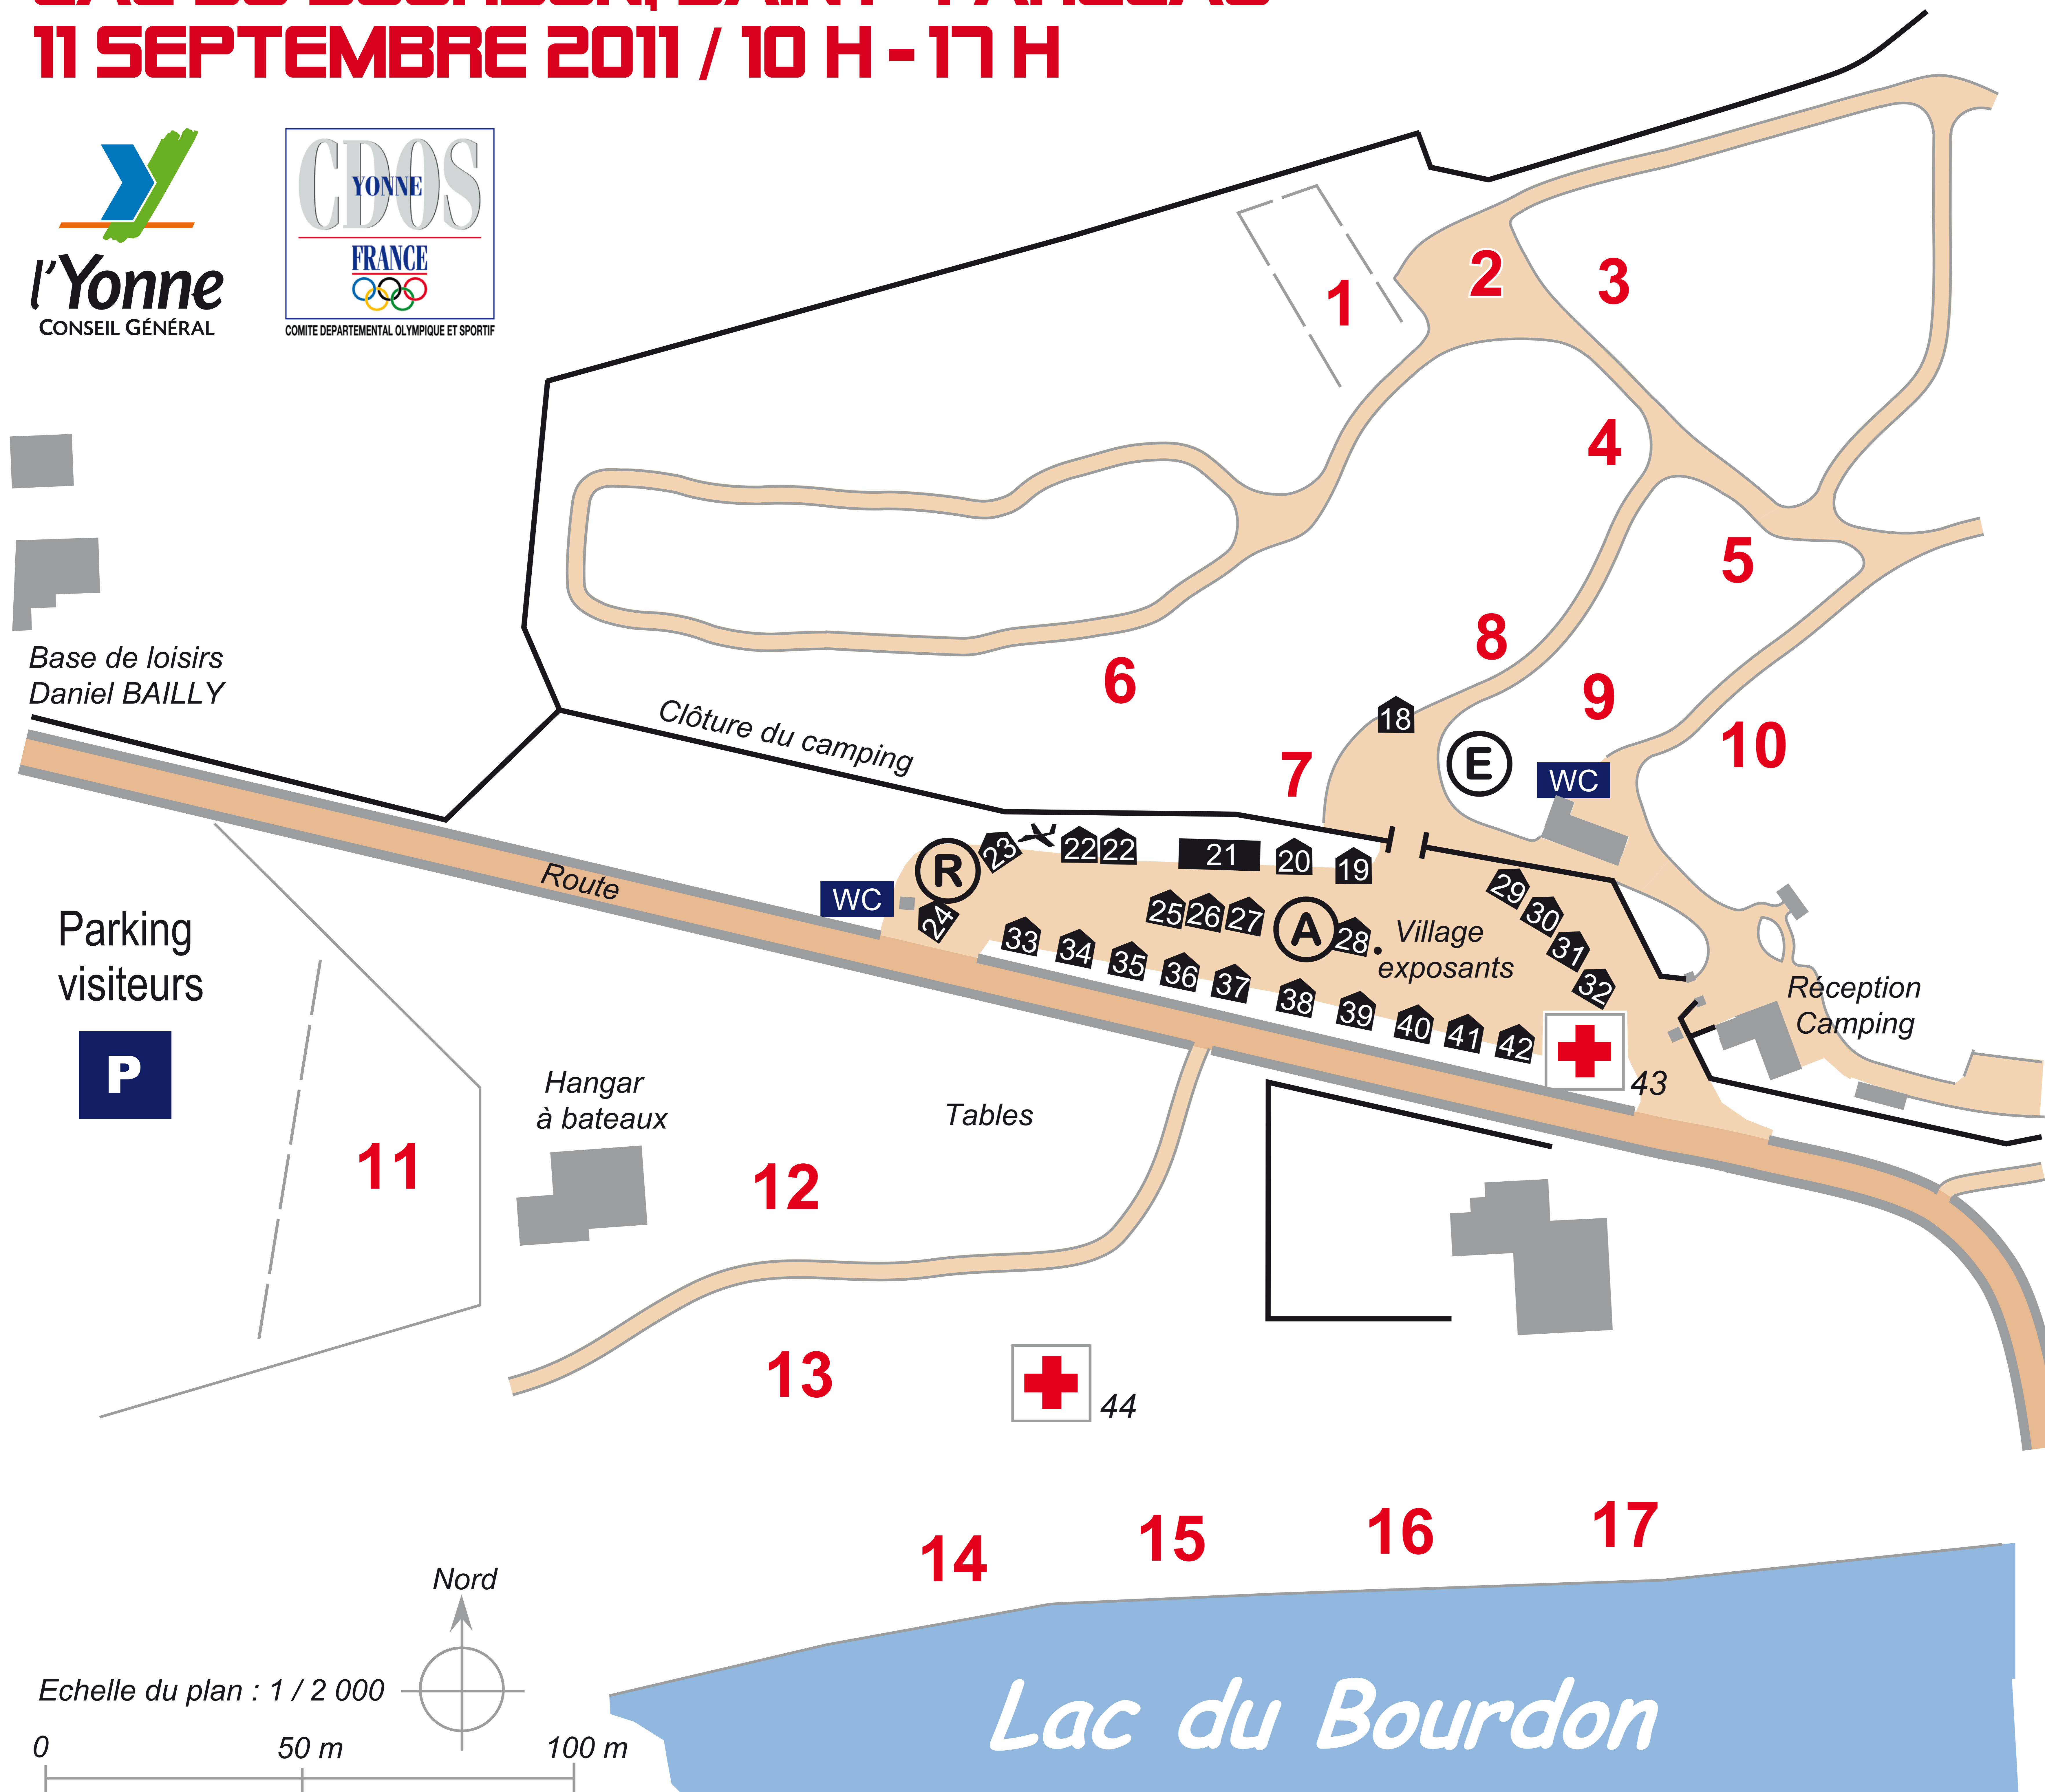 11 SEPTEMBRE 2011 / 10 H - 17 H
l'Yonne
CONSEIL GÉNÉRAL
CDOS
YONNE
FRANCE
COMITE DEPARTEMENTAL OLYMPIQUE ET SPORTIF
1
2
3
4
5
6
7
8
9
10
18
E
WC
Base de loisirs
Daniel BAILLY
Clôture du camping
Route
WC
R
23
22
22
21
20
19
24
25
26
27
A
28
Village
exposants
29
30
31
32
33
34
35
36
37
38
39
40
41
42
43
Réception
Camping
Parking
visiteurs
P
11
Hangar
à bateaux
Tables
12
13
44
14
15
16
17
Nord
Echelle du plan : 1 / 2 000
0
50 m
100 m
Lac du Bourdon